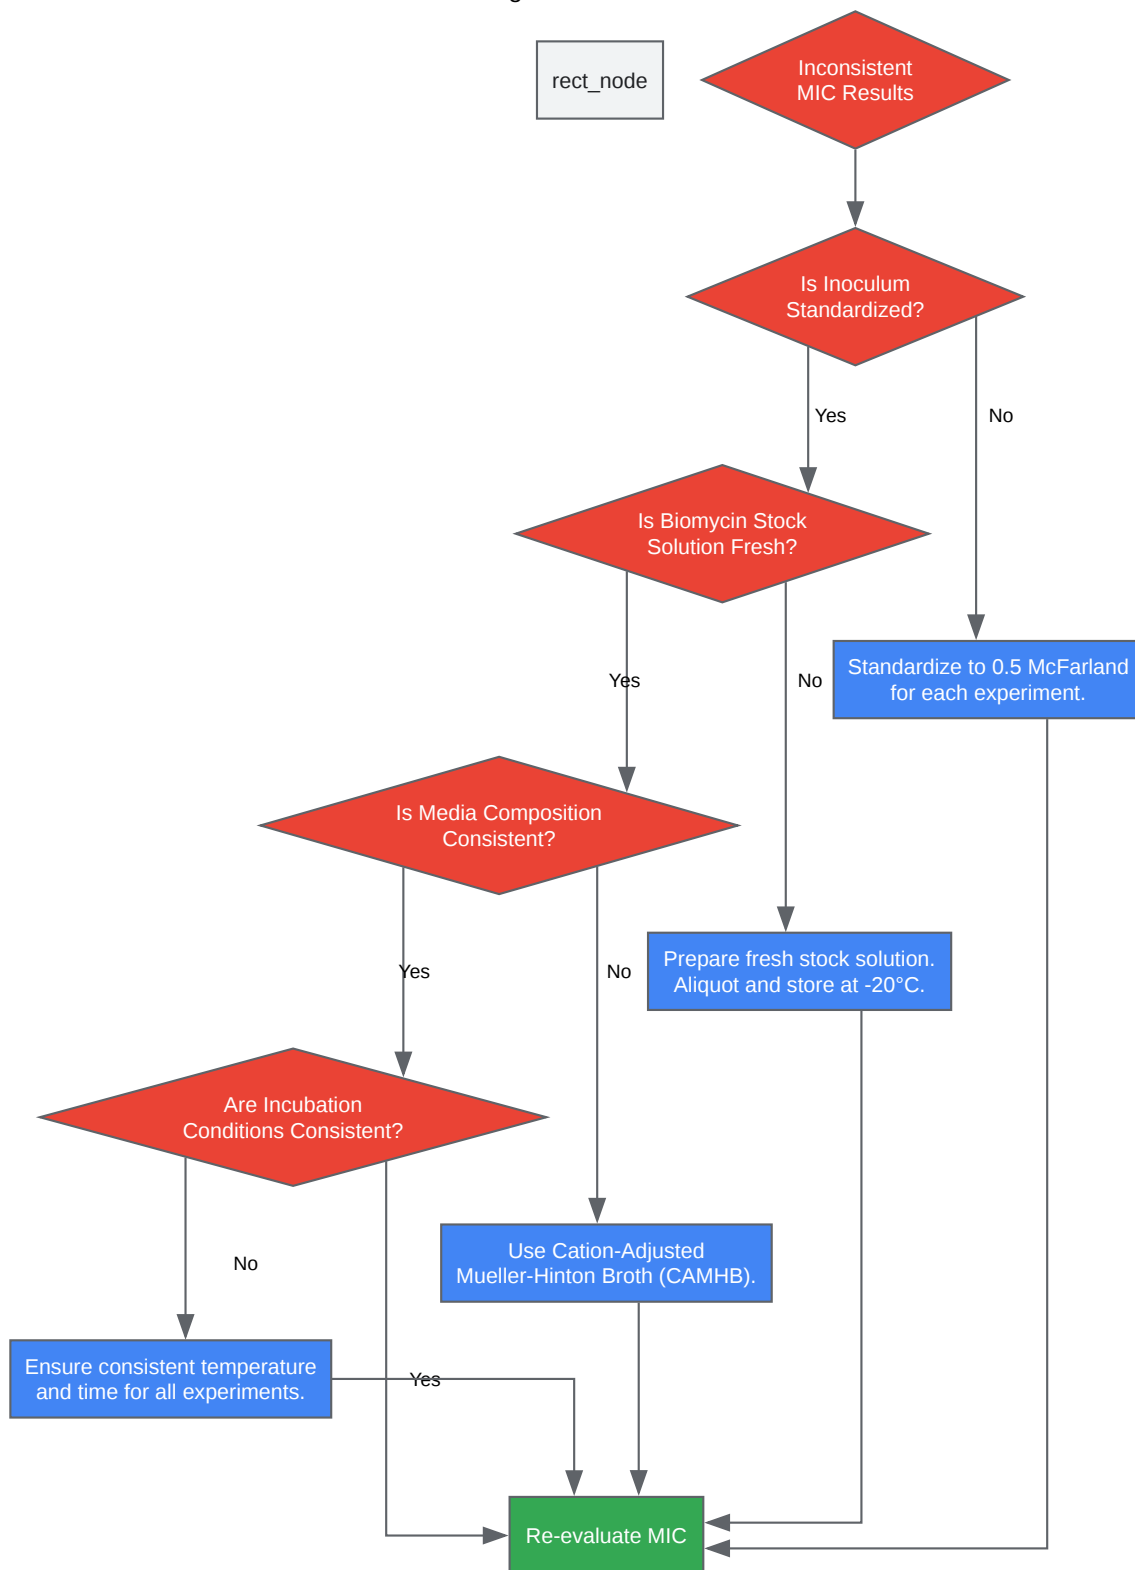 rect_node
Inconsistent
MIC Results
Is Inoculum
Standardized?
Yes
No
Is Biomycin Stock
Solution Fresh?
Standardize to 0.5 McFarland
for each experiment.
Yes
No
Is Media Composition
Consistent?
Prepare fresh stock solution.
Aliquot and store at -20°C.
Yes
No
Are Incubation
Conditions Consistent?
Use Cation-Adjusted
Mueller-Hinton Broth (CAMHB).
No
Ensure consistent temperature
and time for all experiments.
Yes
Re-evaluate MIC